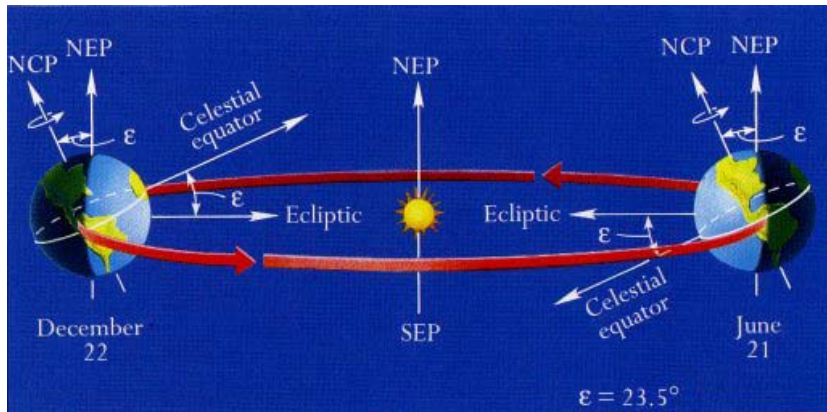 NCP
NEP
ε
Celestial
equator
ε
Ecliptic
December
22
NEP
SEP
Ecliptic
ε
Celestial
equator
NCP
NEP
ε
June
21
ε = 23.5°